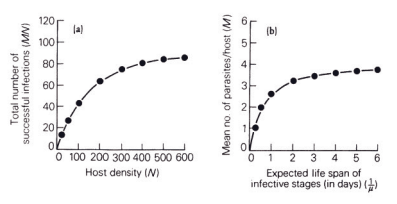 (a)
Total number of
successful infections (MN)
120
100
80
60
40
20
0
0 100 200 300 400 500 600
Host density (N)
(b)
Mean no. of parasites/host (M)
6
5
4
3
2
1
0
0 1 2 3 4 5 6
Expected life span of
infective stages (in days) (1/μ)